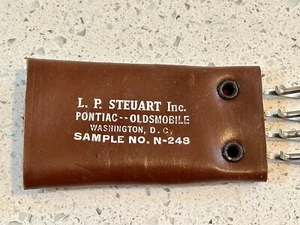 L. P. STEUART Inc.
PONTIAC--OLDSMOBILE
WASHINGTON, D. C.
SAMPLE NO. N-248